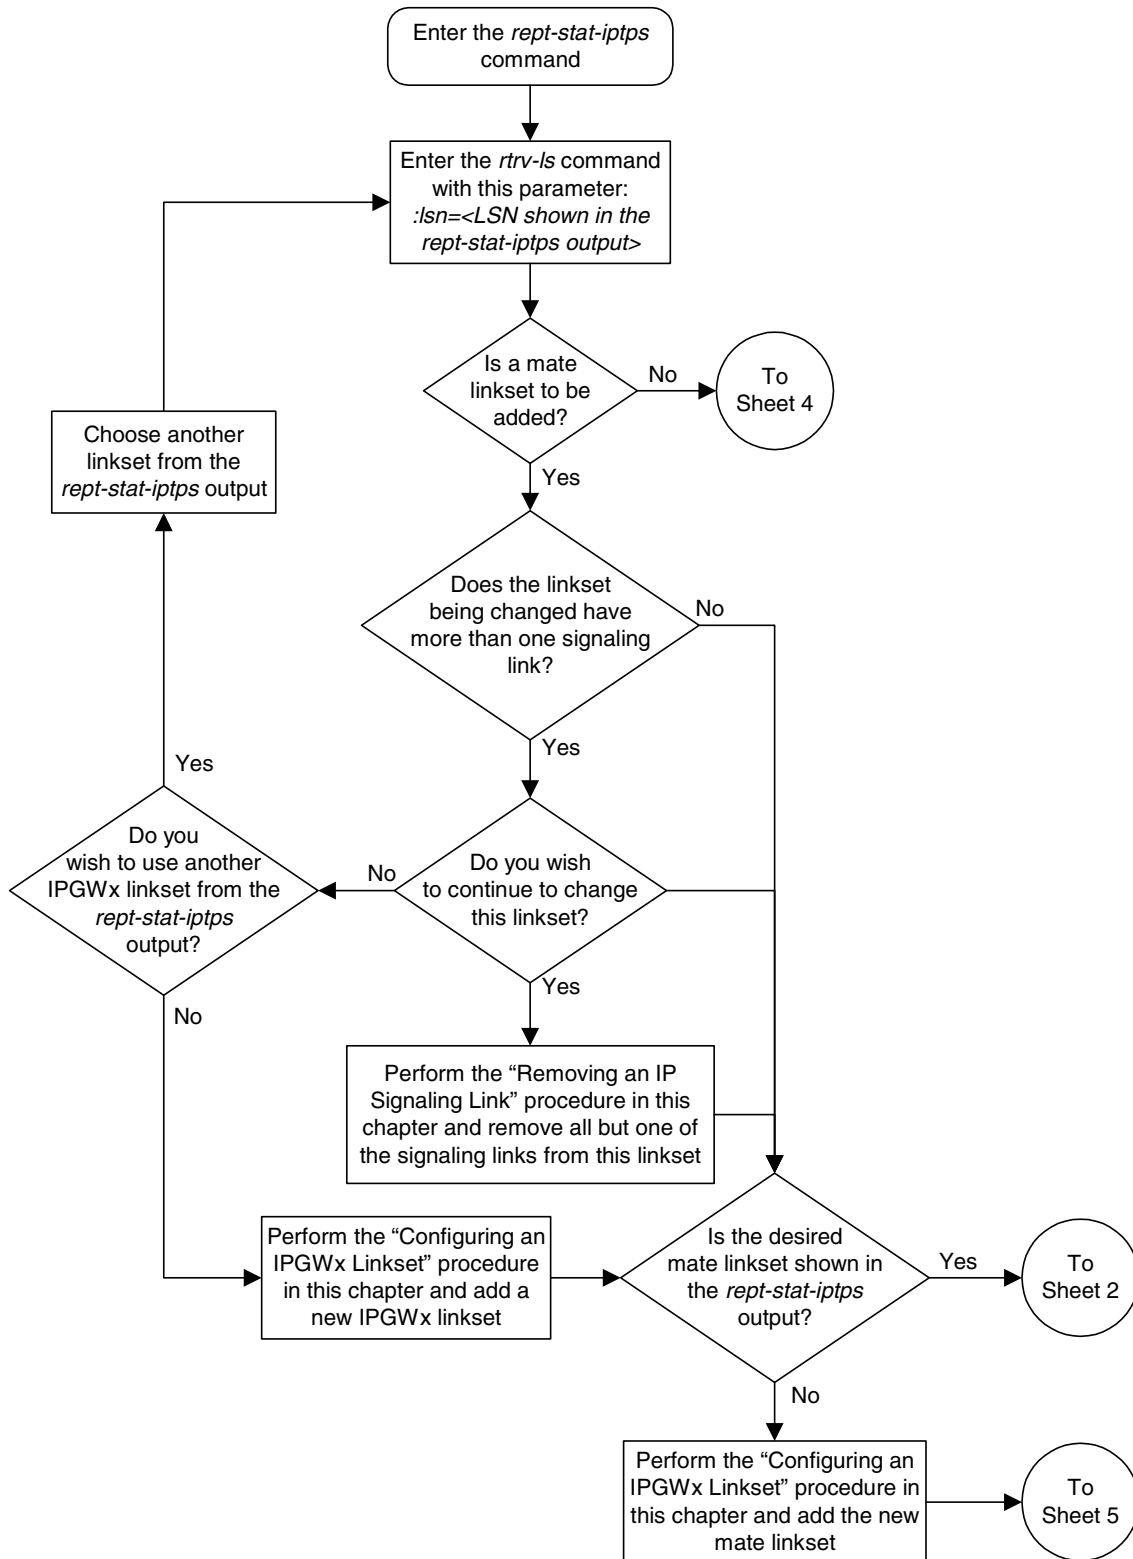 Enter the rept-stat-iptps
command
Enter the rtrv-ls command
with this parameter:
:lsn=<LSN shown in the
rept-stat-iptps output>
Is a mate
linkset to be
added?
No
To
Sheet 4
Yes
Choose another
linkset from the
rept-stat-iptps output
Does the linkset
being changed have
more than one signaling
link?
No
Yes
Yes
Do you
wish to use another
IPGWx linkset from the
rept-stat-iptps
output?
No
Do you wish
to continue to change
this linkset?
Yes
No
Perform the “Removing an IP
Signaling Link” procedure in this
chapter and remove all but one of
the signaling links from this linkset
Perform the “Configuring an
IPGWx Linkset” procedure
in this chapter and add a
new IPGWx linkset
Is the desired
mate linkset shown in
the rept-stat-iptps
output?
Yes
To
Sheet 2
No
Perform the “Configuring an
IPGWx Linkset” procedure in
this chapter and add the new
mate linkset
To
Sheet 5